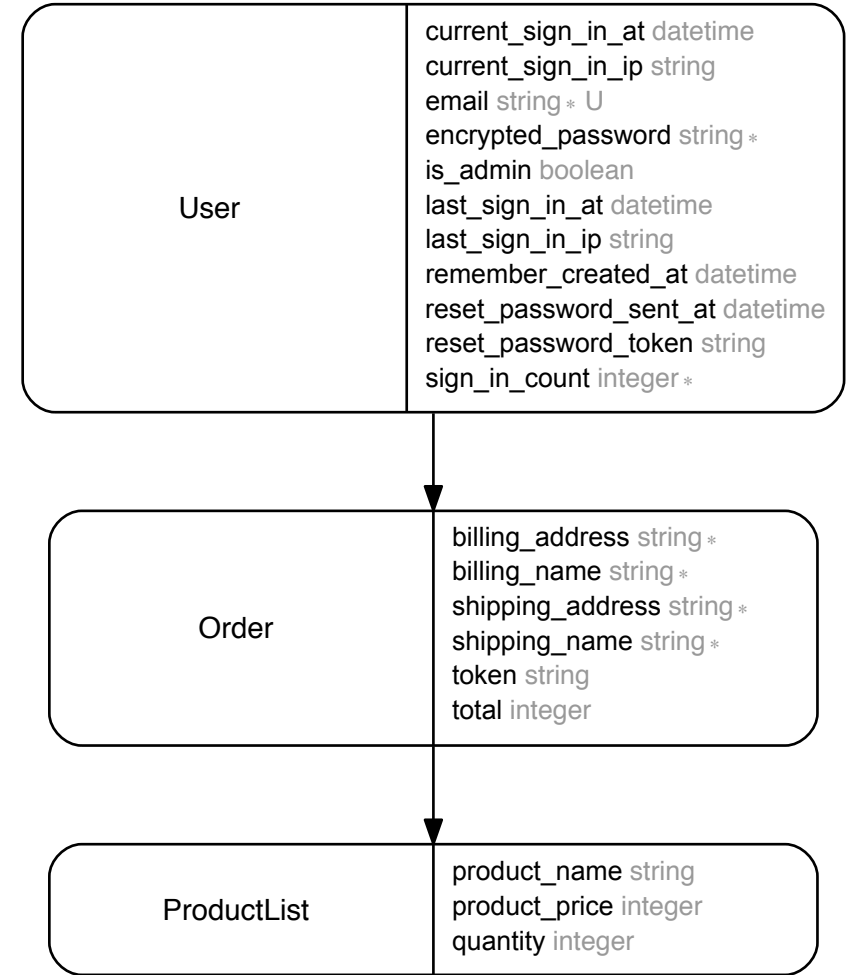 User
current_sign_in_at datetime
current_sign_in_ip string
email string * U
encrypted_password string *
is_admin boolean
last_sign_in_at datetime
last_sign_in_ip string
remember_created_at datetime
reset_password_sent_at datetime
reset_password_token string
sign_in_count integer *
Order
billing_address string *
billing_name string *
shipping_address string *
shipping_name string *
token string
total integer
ProductList
product_name string
product_price integer
quantity integer